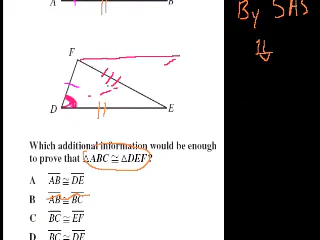 A B
By SAS
F
D E
Which additional information would be enough
to prove that △ABC ≅ △DEF?
A AB ≅ DE
B AB ≅ BC
C BC ≅ EF
D BC ≅ DE